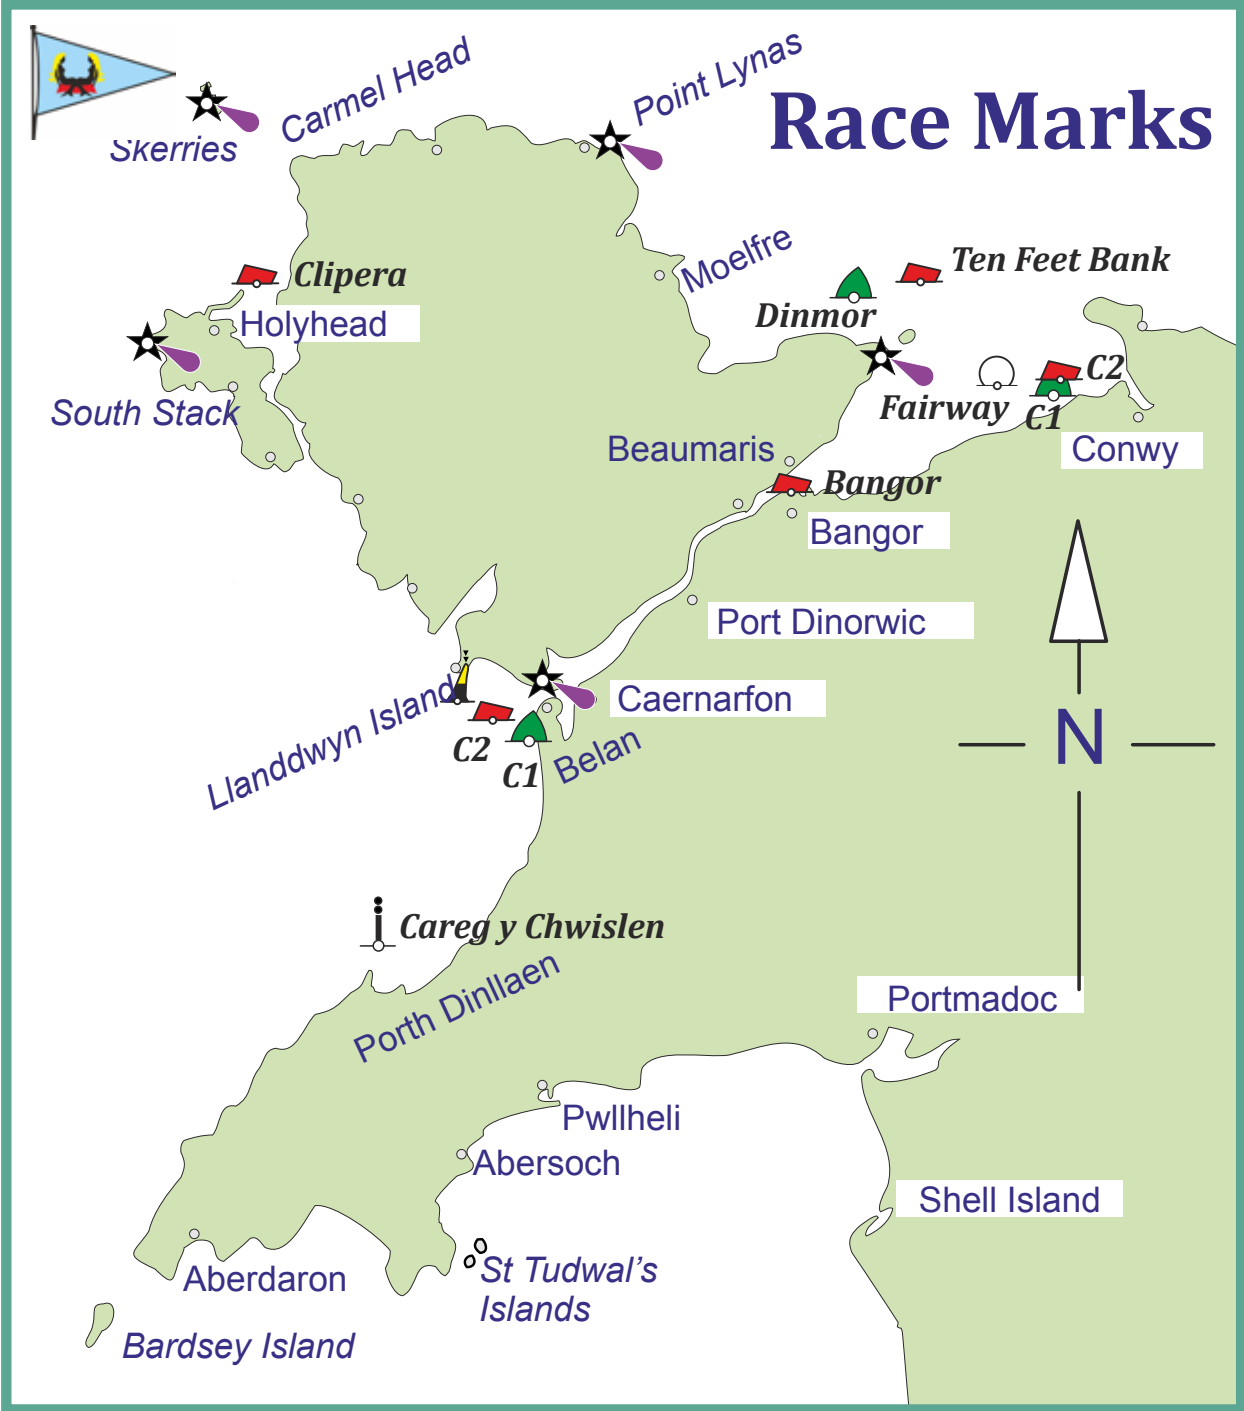 Race Marks
Skerries
Carmel Head
Point Lynas
Moelfre
Ten Feet Bank
Clipera
Dinmor
Holyhead
South Stack
C2
Fairway
C1
Conwy
Beaumaris
Bangor
Bangor
Port Dinorwic
Caernarfon
Llanddwyn Island
C2
C1
Belan
N
Careg y Chwislen
Porth Dinllaen
Portmadoc
Pwllheli
Abersoch
Shell Island
St Tudwal's
Islands
Aberdaron
Bardsey Island